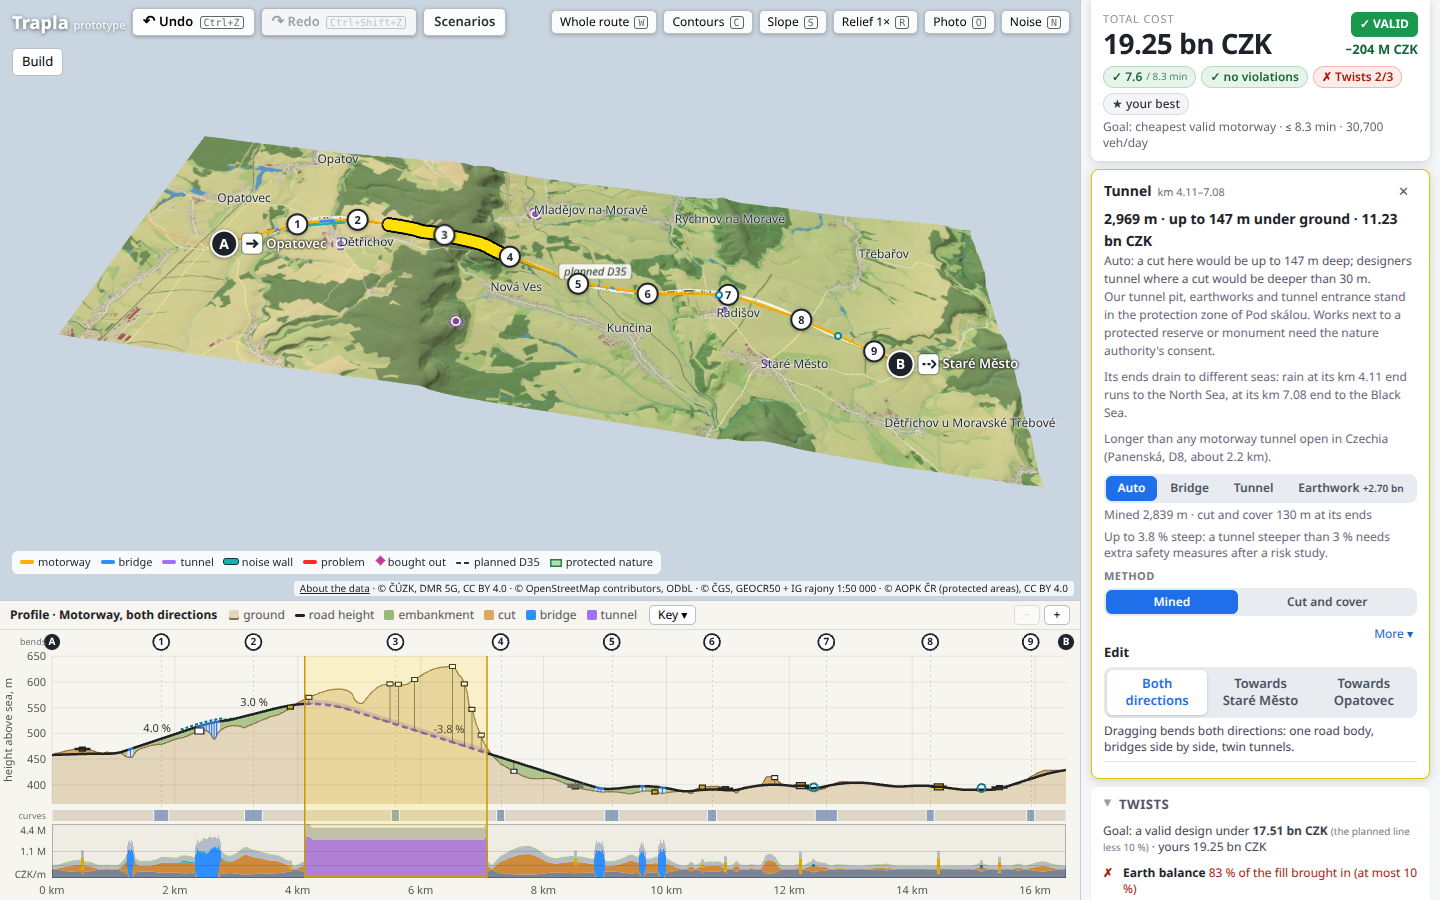 Trapla prototype
↶ Undo Ctrl+Z
↷ Redo Ctrl+Shift+Z
Scenarios
Whole route W
Contours C
Slope S
Relief 1× R
Photo O
Noise N
Build
Opatov
Opatovec
Mladějov na Moravě
Rychnov na Moravě
1
2
A → Opatovec
Dětřichov
3
4
Třebařov
planned D35
5
Nová Ves
6
7
Radišov
Kunčina
8
9
Staré Město
B Staré Město
Dětřichov u Moravské Třebové
motorway
bridge
tunnel
noise wall
problem
bought out
planned D35
protected nature
About the data · © ČÚZK, DMR 5G, CC BY 4.0 · © OpenStreetMap contributors, ODbL · © ČGS, GEOCR50 + IG rajony 1:50 000 · © AOPK ČR (protected areas), CC BY 4.0
Profile · Motorway, both directions
ground
road height
embankment
cut
bridge
tunnel
Key ▾
−
+
bends A 1 2 3 4 5 6 7 8 9 B
height above sea, m
650
600
550
500
450
400
4.0 %
3.0 %
-3.8 %
curves
4.4 M
1.1 M
CZK/m
0 km 2 km 4 km 6 km 8 km 10 km 12 km 14 km 16 km
TOTAL COST
✓ VALID
19.25 bn CZK
−204 M CZK
✓ 7.6 / 8.3 min
✓ no violations
✗ Twists 2/3
★ your best
Goal: cheapest valid motorway · ≤ 8.3 min · 30,700
veh/day
Tunnel km 4.11–7.08
✕
2,969 m · up to 147 m under ground · 11.23
bn CZK
Auto: a cut here would be up to 147 m deep; designers
tunnel where a cut would be deeper than 30 m.
Our tunnel pit, earthworks and tunnel entrance stand
in the protection zone of Pod skálou. Works next to a
protected reserve or monument need the nature
authority's consent.
Its ends drain to different seas: rain at its km 4.11 end
runs to the North Sea, at its km 7.08 end to the Black
Sea.
Longer than any motorway tunnel open in Czechia
(Panenská, D8, about 2.2 km).
Auto
Bridge
Tunnel
Earthwork +2.70 bn
Mined 2,839 m · cut and cover 130 m at its ends
Up to 3.8 % steep: a tunnel steeper than 3 % needs
extra safety measures after a risk study.
METHOD
Mined
Cut and cover
More ▾
Edit
Both
directions
Towards
Staré Město
Towards
Opatovec
Dragging bends both directions: one road body,
bridges side by side, twin tunnels.
▼ TWISTS
Goal: a valid design under 17.51 bn CZK (the planned line
less 10 %) · yours 19.25 bn CZK
✗ Earth balance 83 % of the fill brought in (at most 10
%)